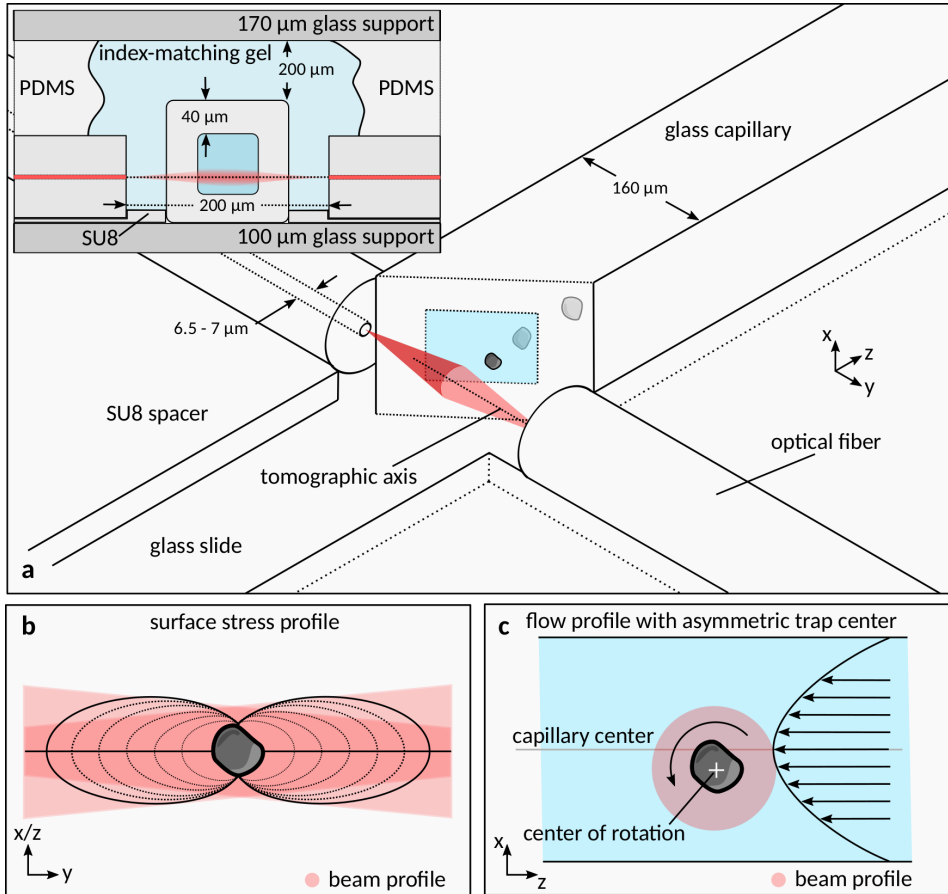 170 μm glass support
index-matching gel
200 μm
PDMS
PDMS
40 μm
200 μm
SU8
100 μm glass support
glass capillary
160 μm
6.5 - 7 μm
x
z
y
SU8 spacer
optical fiber
tomographic axis
glass slide
a
b
surface stress profile
x/z
y
beam profile
c
flow profile with asymmetric trap center
capillary center
center of rotation
x
z
beam profile